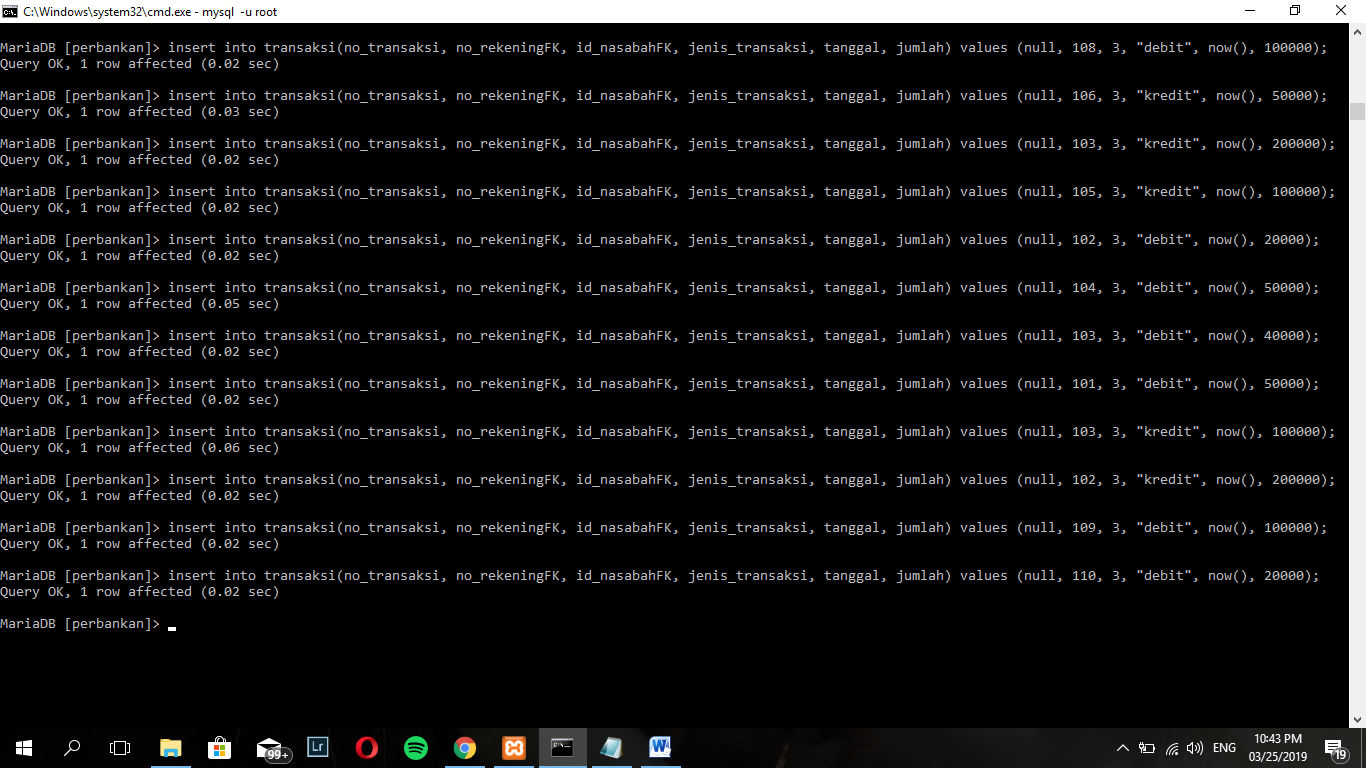 C:\Windows\system32\cmd.exe - mysql  -u root
MariaDB [perbankan]> insert into transaksi(no_transaksi, no_rekeningFK, id_nasabahFK, jenis_transaksi, tanggal, jumlah) values (null, 108, 3, "debit", now(), 100000);
Query OK, 1 row affected (0.02 sec)
MariaDB [perbankan]> insert into transaksi(no_transaksi, no_rekeningFK, id_nasabahFK, jenis_transaksi, tanggal, jumlah) values (null, 106, 3, "kredit", now(), 50000);
Query OK, 1 row affected (0.03 sec)
MariaDB [perbankan]> insert into transaksi(no_transaksi, no_rekeningFK, id_nasabahFK, jenis_transaksi, tanggal, jumlah) values (null, 103, 3, "kredit", now(), 200000);
Query OK, 1 row affected (0.02 sec)
MariaDB [perbankan]> insert into transaksi(no_transaksi, no_rekeningFK, id_nasabahFK, jenis_transaksi, tanggal, jumlah) values (null, 105, 3, "kredit", now(), 100000);
Query OK, 1 row affected (0.02 sec)
MariaDB [perbankan]> insert into transaksi(no_transaksi, no_rekeningFK, id_nasabahFK, jenis_transaksi, tanggal, jumlah) values (null, 102, 3, "debit", now(), 20000);
Query OK, 1 row affected (0.02 sec)
MariaDB [perbankan]> insert into transaksi(no_transaksi, no_rekeningFK, id_nasabahFK, jenis_transaksi, tanggal, jumlah) values (null, 104, 3, "debit", now(), 50000);
Query OK, 1 row affected (0.05 sec)
MariaDB [perbankan]> insert into transaksi(no_transaksi, no_rekeningFK, id_nasabahFK, jenis_transaksi, tanggal, jumlah) values (null, 103, 3, "debit", now(), 40000);
Query OK, 1 row affected (0.02 sec)
MariaDB [perbankan]> insert into transaksi(no_transaksi, no_rekeningFK, id_nasabahFK, jenis_transaksi, tanggal, jumlah) values (null, 101, 3, "debit", now(), 50000);
Query OK, 1 row affected (0.02 sec)
MariaDB [perbankan]> insert into transaksi(no_transaksi, no_rekeningFK, id_nasabahFK, jenis_transaksi, tanggal, jumlah) values (null, 103, 3, "kredit", now(), 100000);
Query OK, 1 row affected (0.06 sec)
MariaDB [perbankan]> insert into transaksi(no_transaksi, no_rekeningFK, id_nasabahFK, jenis_transaksi, tanggal, jumlah) values (null, 102, 3, "kredit", now(), 200000);
Query OK, 1 row affected (0.02 sec)
MariaDB [perbankan]> insert into transaksi(no_transaksi, no_rekeningFK, id_nasabahFK, jenis_transaksi, tanggal, jumlah) values (null, 109, 3, "debit", now(), 100000);
Query OK, 1 row affected (0.02 sec)
MariaDB [perbankan]> insert into transaksi(no_transaksi, no_rekeningFK, id_nasabahFK, jenis_transaksi, tanggal, jumlah) values (null, 110, 3, "debit", now(), 20000);
Query OK, 1 row affected (0.02 sec)
MariaDB [perbankan]>
99+
Lr
ENG
10:43 PM
03/25/2019
19